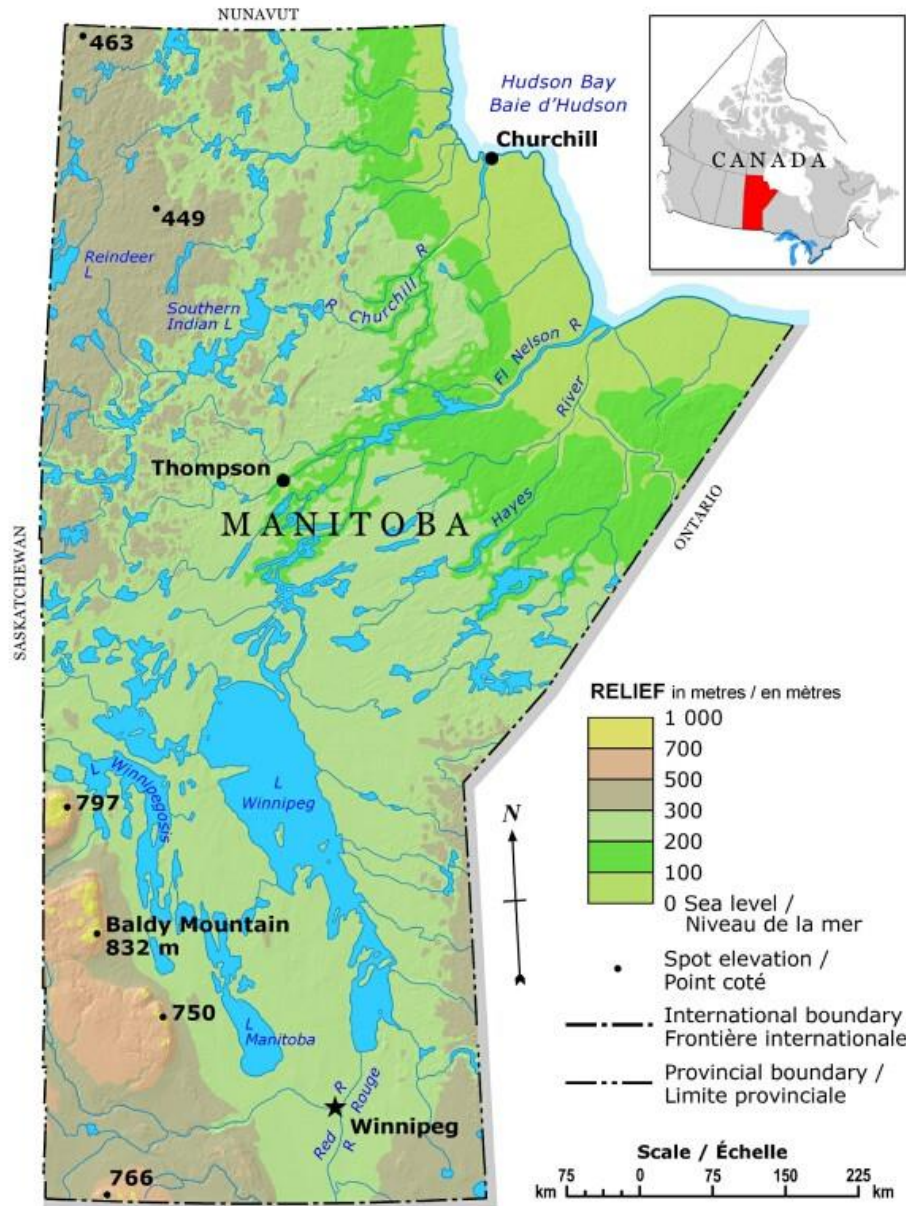 NUNAVUT
463
Hudson Bay
Baie d'Hudson
Churchill
CANADA
449
Reindeer
L
Southern
Indian L
R Churchill R
Fl Nelson R
River
Hayes
Thompson
MANITOBA
ONTARIO
SASKATCHEWAN
RELIEF in metres / en mètres
1 000
700
500
300
200
100
0 Sea level /
Niveau de la mer
L Winnipegosis
L
Winnipeg
797
N
Baldy Mountain
832 m
Spot elevation /
Point coté
750
International boundary
Frontière internationale
L
Manitoba
Provincial boundary /
Limite provinciale
Red R
R Rouge
Winnipeg
766
Scale / Échelle
75 0 75 150 225
km km